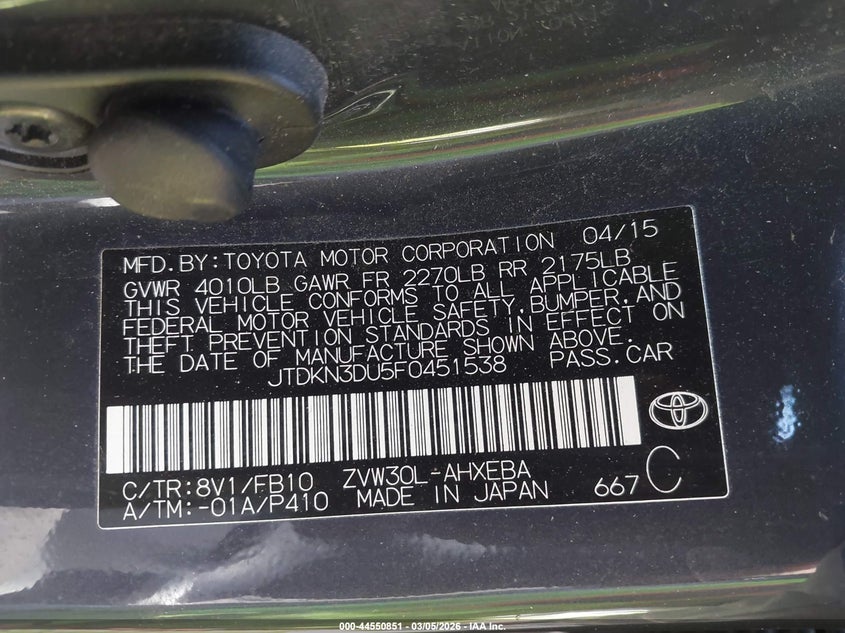 MFD.BY:TOYOTA MOTOR CORPORATION 04/15
GVWR 4010LB GAWR FR 2270LB RR 2175LB
THIS VEHICLE CONFORMS TO ALL APPLICABLE
FEDERAL MOTOR VEHICLE SAFETY,BUMPER,AND
THEFT PREVENTION STANDARDS IN EFFECT ON
THE DATE OF MANUFACTURE SHOWN ABOVE.
JTDKN3DU5F0451538 PASS.CAR
C/TR:8V1/FB10 ZVW30L-AHXEBA
A/TM:-01A/P410 MADE IN JAPAN 667 C
000-44550851 | 03/05/2026 - IAA Inc.